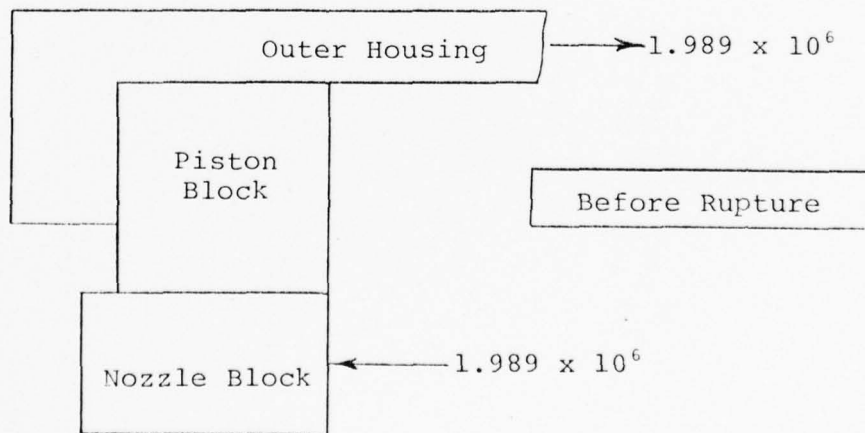 Outer Housing
1.989 x 10⁶
Piston
Block
Before Rupture
Nozzle Block
1.989 x 10⁶